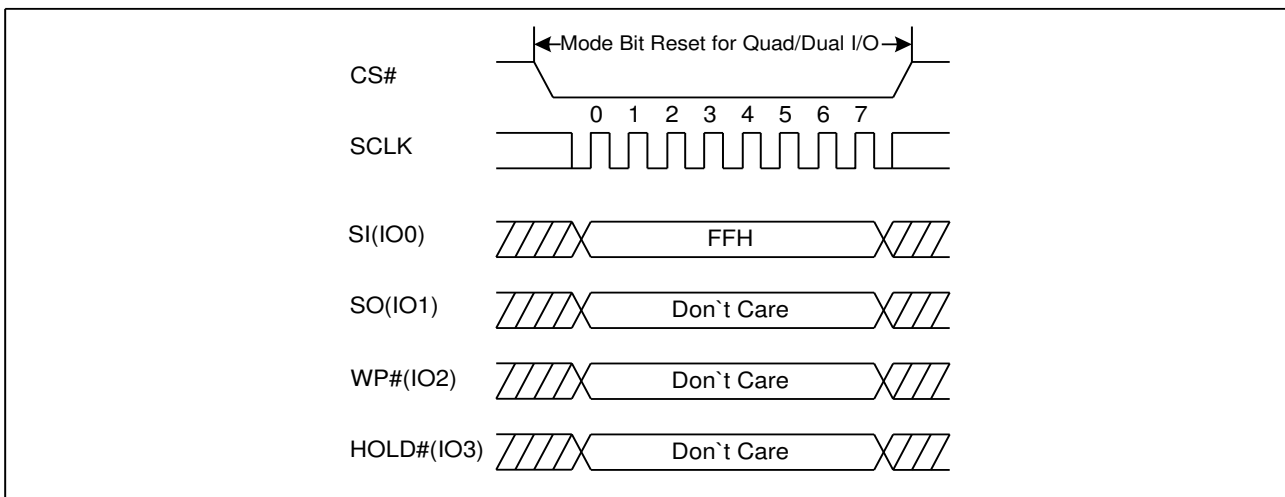 Mode Bit Reset for Quad/Dual I/O
CS#
0 1 2 3 4 5 6 7
SCLK
SI(IO0) FFH
SO(IO1) Don`t Care
WP#(IO2) Don`t Care
HOLD#(IO3) Don`t Care